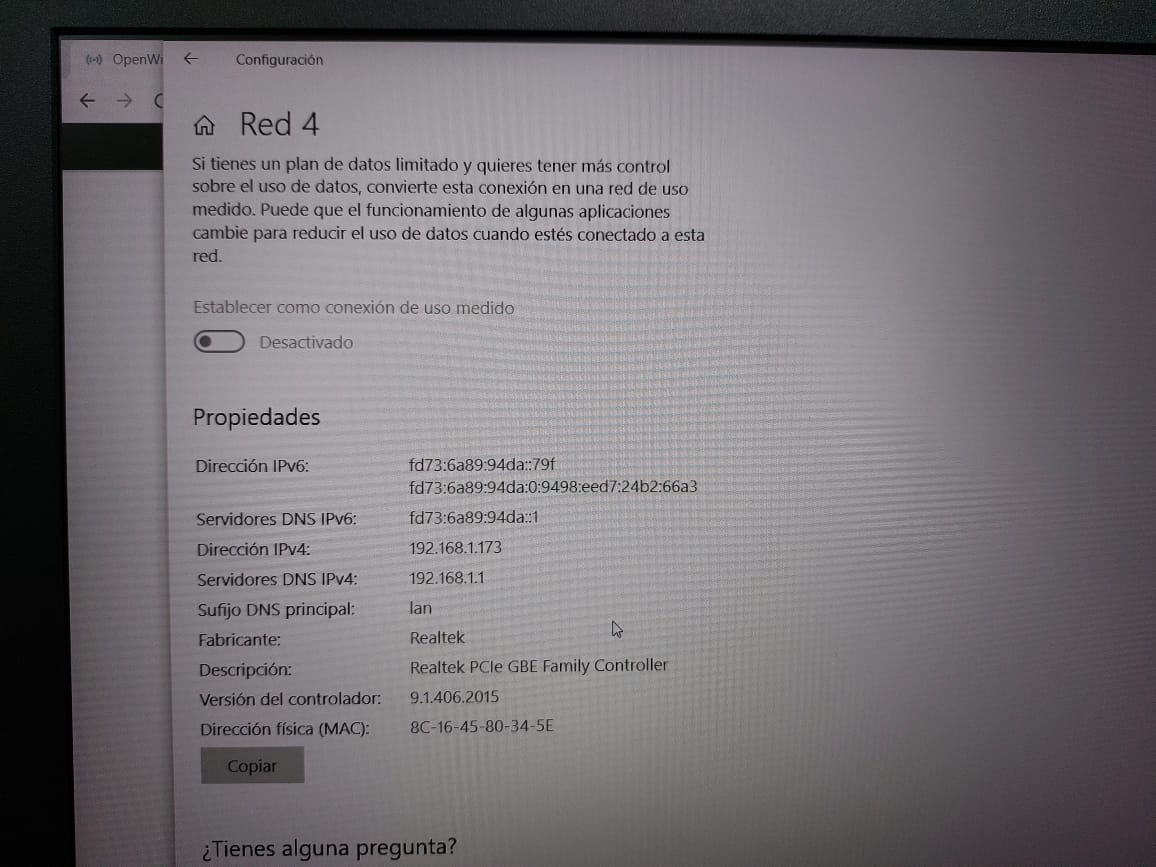 OpenWi
Configuración
Red 4
Si tienes un plan de datos limitado y quieres tener más control
sobre el uso de datos, convierte esta conexión en una red de uso
medido. Puede que el funcionamiento de algunas aplicaciones
cambie para reducir el uso de datos cuando estés conectado a esta
red.
Establecer como conexión de uso medido
Desactivado
Propiedades
Dirección IPv6: fd73:6a89:94da::79f
fd73:6a89:94da:0:9498:eed7:24b2:66a3
Servidores DNS IPv6: fd73:6a89:94da::1
Dirección IPv4: 192.168.1.173
Servidores DNS IPv4: 192.168.1.1
Sufijo DNS principal: lan
Fabricante: Realtek
Descripción: Realtek PCIe GBE Family Controller
Versión del controlador: 9.1.406.2015
Dirección física (MAC): 8C-16-45-80-34-5E
Copiar
¿Tienes alguna pregunta?